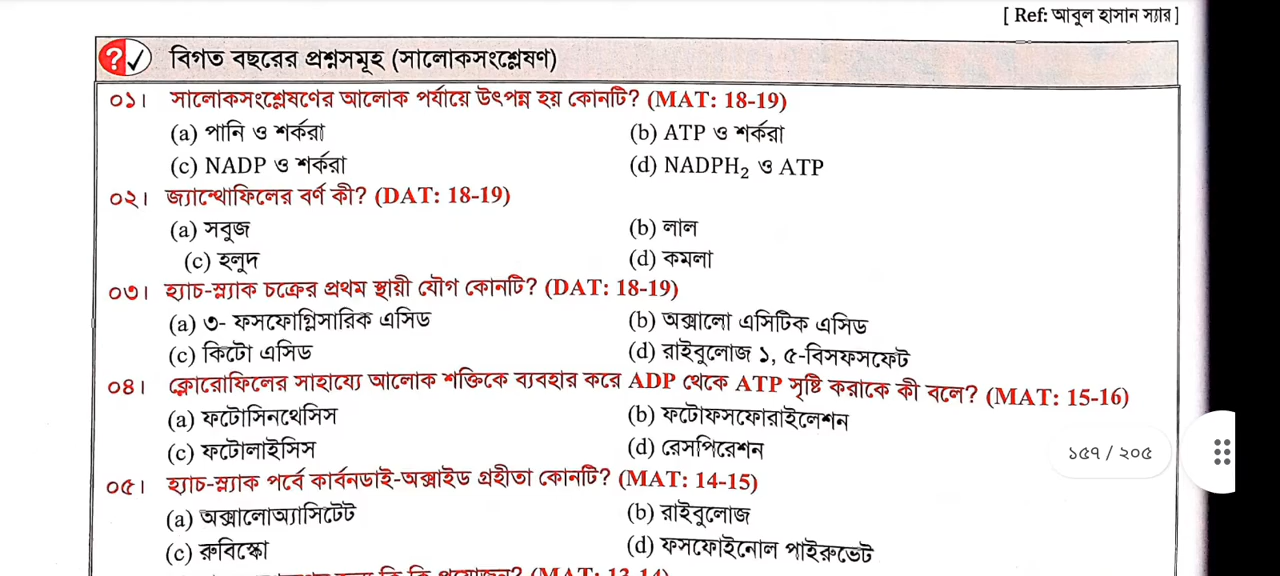 [ Ref: আবুল হাসান স্যার ]
বিগত বছরের প্রশ্নসমূহ (সালোকসংশ্লেষণ)
০১। সালোকসংশ্লেষণের আলোক পর্যায়ে উৎপন্ন হয় কোনটি? (MAT: 18-19)
(a) পানি ও শর্করা (b) ATP ও শর্করা
(c) NADP ও শর্করা (d) NADPH₂ ও ATP
০২। জ্যান্থোফিলের বর্ণ কী? (DAT: 18-19)
(a) সবুজ (b) লাল
(c) হলুদ (d) কমলা
০৩। হ্যাচ-স্ল্যাক চক্রের প্রথম স্থায়ী যৌগ কোনটি? (DAT: 18-19)
(a) ৩- ফসফোগ্লিসারিক এসিড (b) অক্সালো এসিটিক এসিড
(c) কিটো এসিড (d) রাইবুলোজ ১, ৫-বিসফসফেট
০৪। ক্লোরোফিলের সাহায্যে আলোক শক্তিকে ব্যবহার করে ADP থেকে ATP সৃষ্টি করাকে কী বলে? (MAT: 15-16)
(a) ফটোসিনথেসিস (b) ফটোফসফোরাইলেশন
(c) ফটোলাইসিস (d) রেসপিরেশন
১৫৭ / ২০৫
০৫। হ্যাচ-স্ল্যাক পর্বে কার্বনডাই-অক্সাইড গ্রহীতা কোনটি? (MAT: 14-15)
(a) অক্সালোঅ্যাসিটেট (b) রাইবুলোজ
(c) রুবিস্কো (d) ফসফোইনোল পাইরুভেট
(MAT: 13-14)